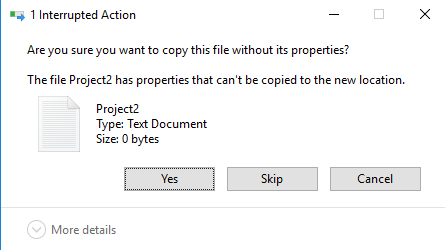 1 Interrupted Action
Are you sure you want to copy this file without its properties?
The file Project2 has properties that can't be copied to the new location.
Project2
Type: Text Document
Size: 0 bytes
Yes Skip Cancel
More details